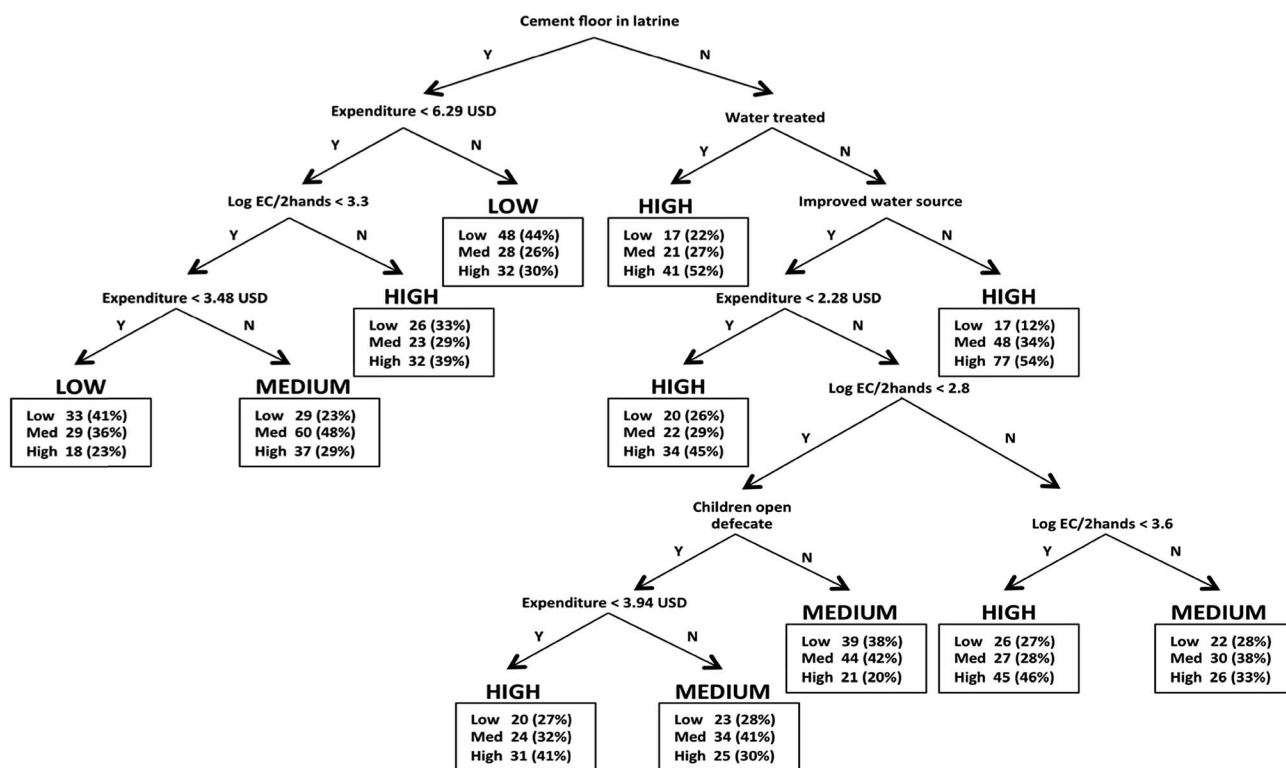 Cement floor in latrine
Y
N
Expenditure < 6.29 USD
Water treated
Y
N
Y
N
Log EC/2hands < 3.3
LOW
HIGH
Improved water source
Low 48 (44%)
Med 28 (26%)
High 32 (30%)
Low 17 (22%)
Med 21 (27%)
High 41 (52%)
Y
N
Y
N
Expenditure < 3.48 USD
HIGH
Expenditure < 2.28 USD
HIGH
Low 26 (33%)
Med 23 (29%)
High 32 (39%)
Low 17 (12%)
Med 48 (34%)
High 77 (54%)
Y
N
Y
N
LOW
MEDIUM
HIGH
Log EC/2hands < 2.8
Low 33 (41%)
Med 29 (36%)
High 18 (23%)
Low 29 (23%)
Med 60 (48%)
High 37 (29%)
Low 20 (26%)
Med 22 (29%)
High 34 (45%)
Y
N
Children open
defecate
Log EC/2hands < 3.6
Y
N
Y
N
Expenditure < 3.94 USD
MEDIUM
HIGH
MEDIUM
Low 39 (38%)
Med 44 (42%)
High 21 (20%)
Low 26 (27%)
Med 27 (28%)
High 45 (46%)
Low 22 (28%)
Med 30 (38%)
High 26 (33%)
Y
N
HIGH
MEDIUM
Low 20 (27%)
Med 24 (32%)
High 31 (41%)
Low 23 (28%)
Med 34 (41%)
High 25 (30%)